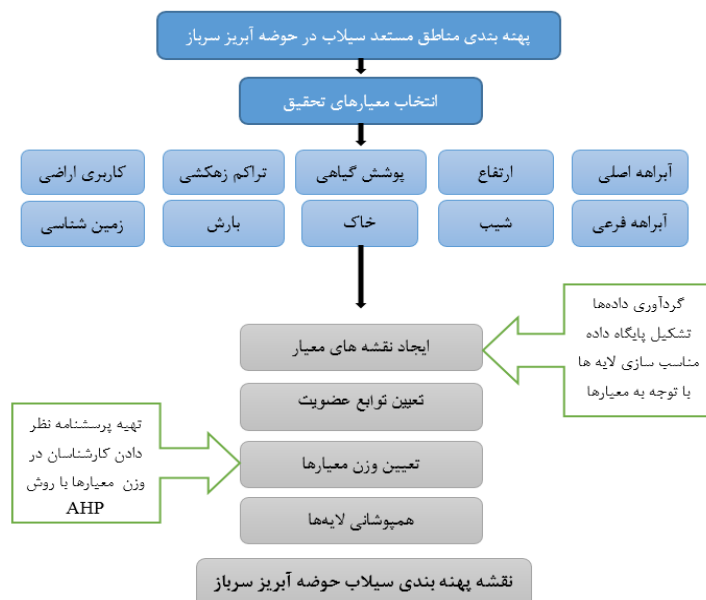 پهنه بندی مناطق مستعد سیلاب در حوضه آبریز سرباز
انتخاب معیارهای تحقیق
آبراهه اصلی
ارتفاع
پوشش گیاهی
تراکم زهکشی
کاربری اراضی
آبراهه فرعی
شیب
خاک
بارش
زمین شناسی
گردآوری داده‌ها
تشکیل پایگاه داده
مناسب سازی لایه ها
با توجه به معیارها
ایجاد نقشه های معیار
تعیین توابع عضویت
تهیه پرسشنامه نظر
دادن کارشناسان در
وزن معیارها با روش
AHP
تعیین وزن معیارها
همپوشانی لایه‌ها
نقشه پهنه بندی سیلاب حوضه آبریز سرباز